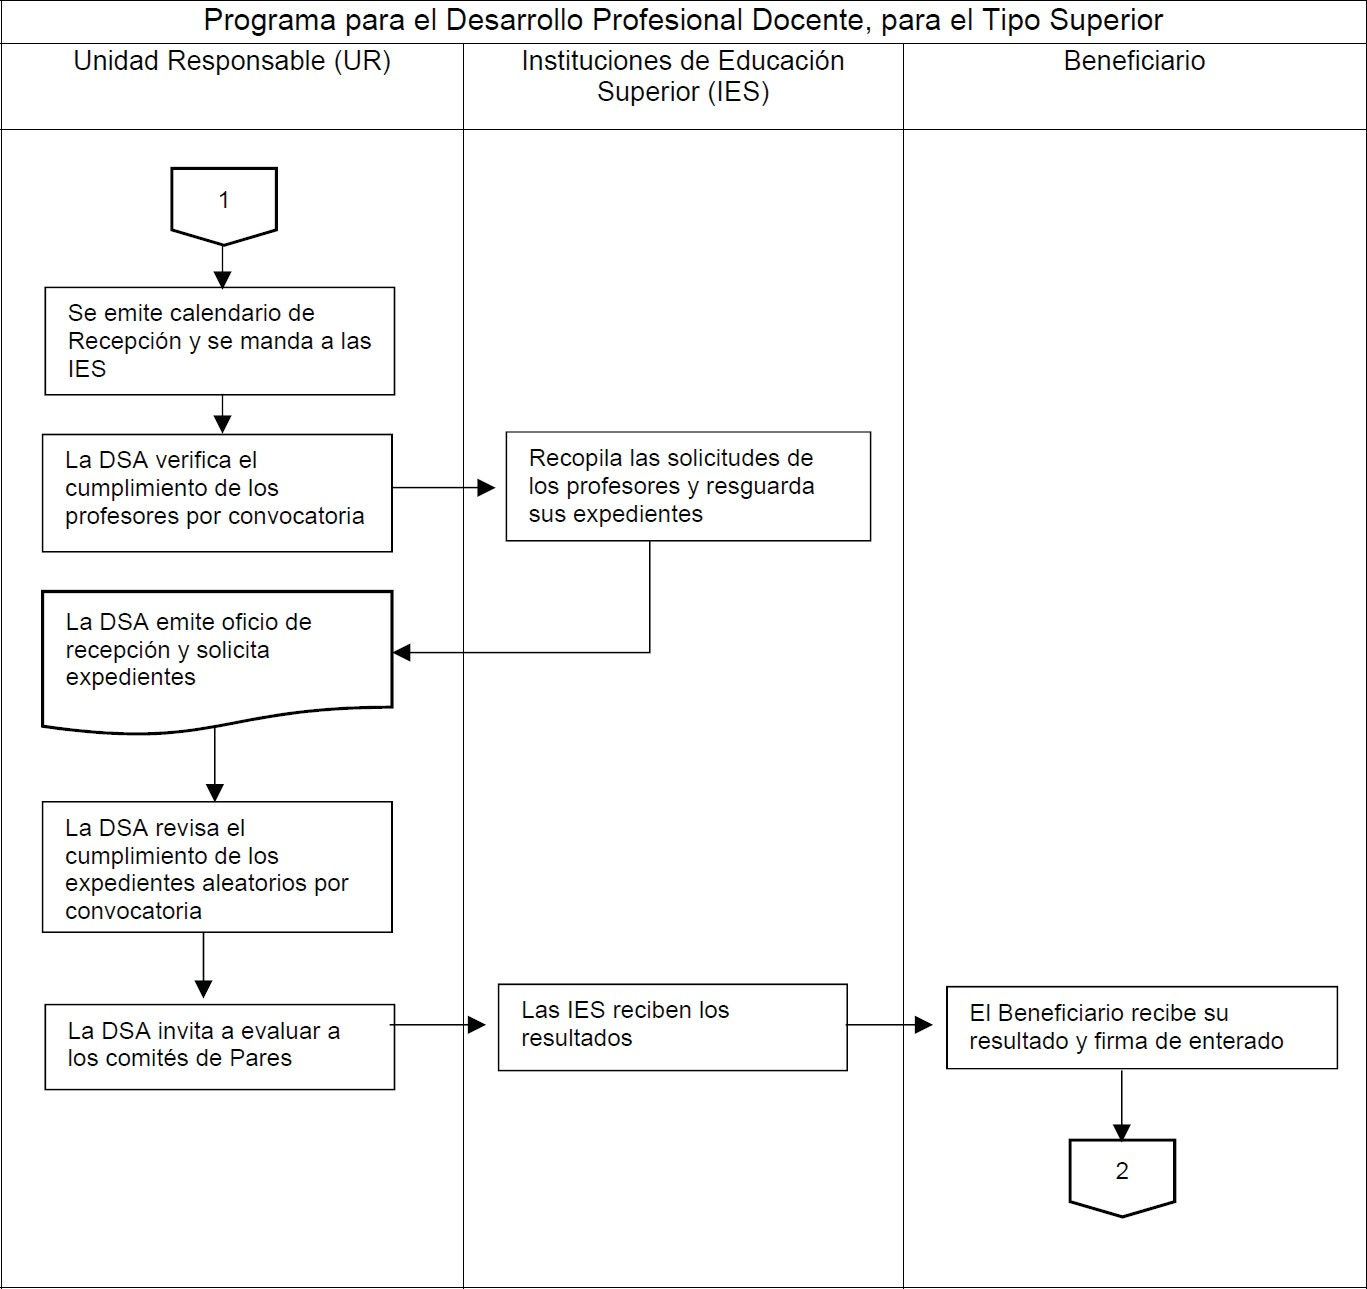 Programa para el Desarrollo Profesional Docente, para el Tipo Superior
Unidad Responsable (UR)
Instituciones de Educación
Superior (IES)
Beneficiario
1
Se emite calendario de
Recepción y se manda a las
IES
La DSA verifica el
cumplimiento de los
profesores por convocatoria
Recopila las solicitudes de
los profesores y resguarda
sus expedientes
La DSA emite oficio de
recepción y solicita
expedientes
La DSA revisa el
cumplimiento de los
expedientes aleatorios por
convocatoria
La DSA invita a evaluar a
los comités de Pares
Las IES reciben los
resultados
El Beneficiario recibe su
resultado y firma de enterado
2